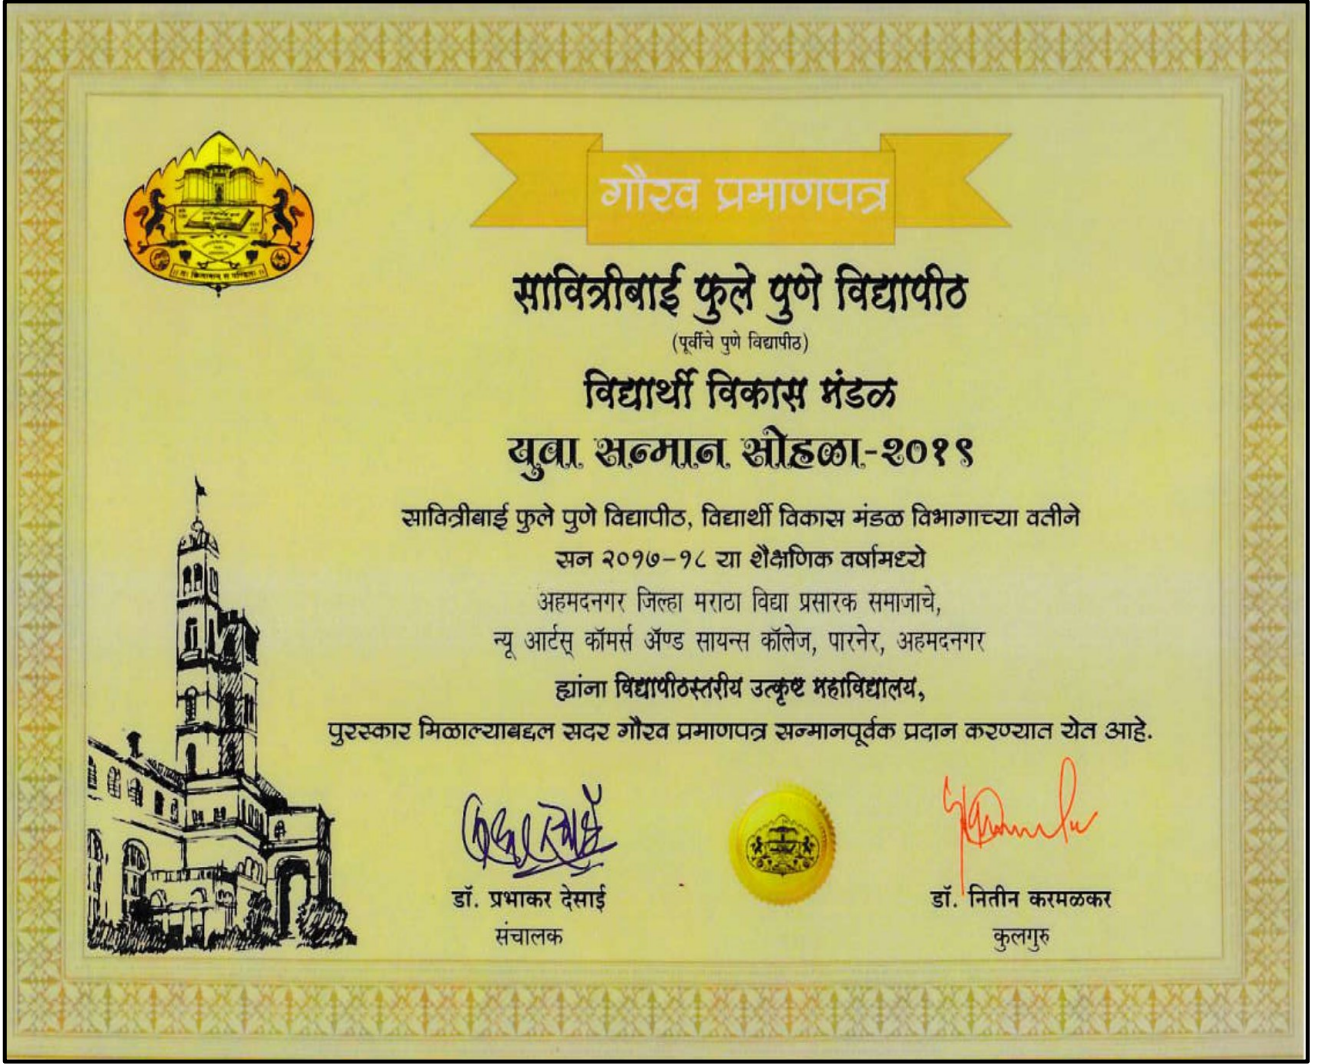 गौरव प्रमाणपत्र
सावित्रीबाई फुले पुणे विद्यापीठ
(पूर्वीचे पुणे विद्यापीठ)
विद्यार्थी विकास मंडळ
युवा सन्मान सोहळा-२०१९
सावित्रीबाई फुले पुणे विद्यापीठ, विद्यार्थी विकास मंडळ विभागाच्या वतीने
सन २०१७-१८ या शैक्षणिक वर्षामध्ये
अहमदनगर जिल्हा मराठा विद्या प्रसारक समाजाचे,
न्यू आर्टस् कॉमर्स ॲण्ड सायन्स कॉलेज, पारनेर, अहमदनगर
ह्यांना विद्यापीठस्तरीय उत्कृष्ट महाविद्यालय,
पुरस्कार मिळाल्याबद्दल सदर गौरव प्रमाणपत्र सन्मानपूर्वक प्रदान करण्यात येत आहे.
डॉ. प्रभाकर देसाई
संचालक
डॉ. नितीन करमळकर
कुलगुरु